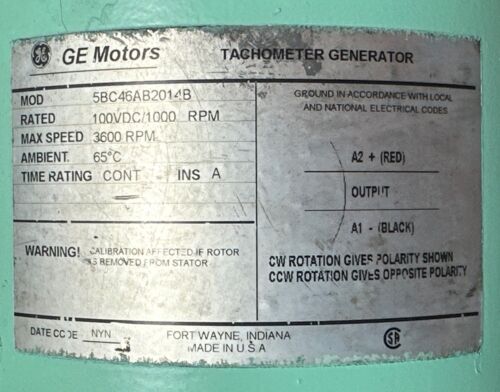 GE Motors TACHOMETER GENERATOR
MOD 5BC46AB2014B
RATED 100VDC/1000 RPM
MAX SPEED 3600 RPM
AMBIENT. 65°C
TIME RATING CONT INS A
WARNING! CALIBRATION AFFECTED IF ROTOR
IS REMOVED FROM STATOR
GROUND IN ACCORDANCE WITH LOCAL
AND NATIONAL ELECTRICAL CODES
A2 + (RED)
OUTPUT
A1 - (BLACK)
CW ROTATION GIVES POLARITY SHOWN
CCW ROTATION GIVES OPPOSITE POLARITY
DATE CODE NYN
FORT WAYNE, INDIANA
MADE IN U.S.A